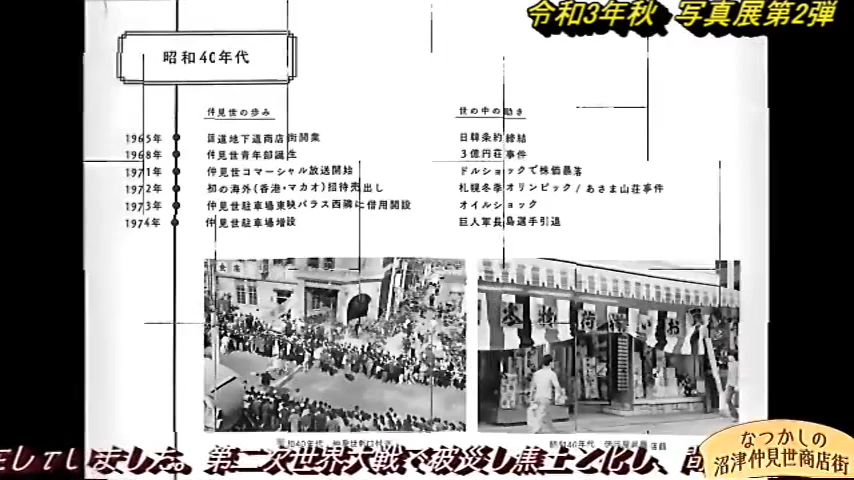 令和3年秋 写真展第2弾
昭和40年代
仲見世の歩み
1965年 国道地下道商店街開業
1968年 仲見世青年部誕生
1971年 仲見世コマーシャル放送開始
1972年 初の海外(香港・マカオ)招待売出し
1973年 仲見世駐車場東映パラス西隣に借用開設
1974年 仲見世駐車場増設
世の中の動き
日韓条約締結
3億円荘事件
ドルショックで株価暴落
札幌冬季オリンピック/あさま山荘事件
オイルショック
巨人軍長島選手引退
昭和40年代
昭和40年代
していました。第二次世界大戦で被災し焦土ン化し、
なつかしの
沼津仲見世商店街